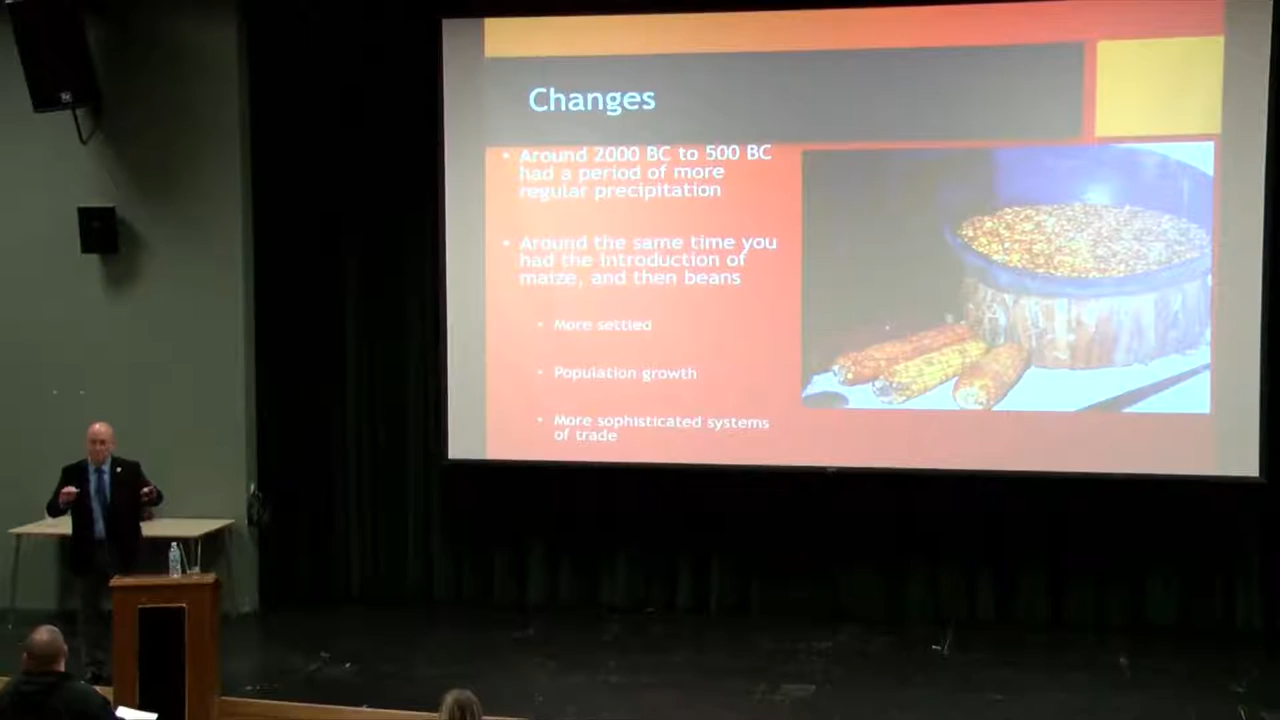 Changes
• Around 2000 BC to 500 BC
had a period of more
regular precipitation
• Around the same time you
had the introduction of
maize, and then beans
• More settled
• Population growth
• More sophisticated systems
of trade